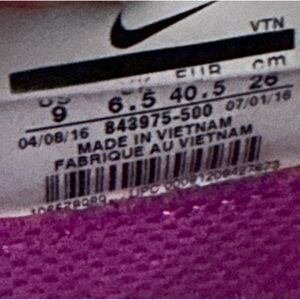 VTN
EUR cm
9 6.5 40.5 26
04/08/16 843975-500 07/01/16
MADE IN VIETNAM
FABRIQUE AU VIETNAM